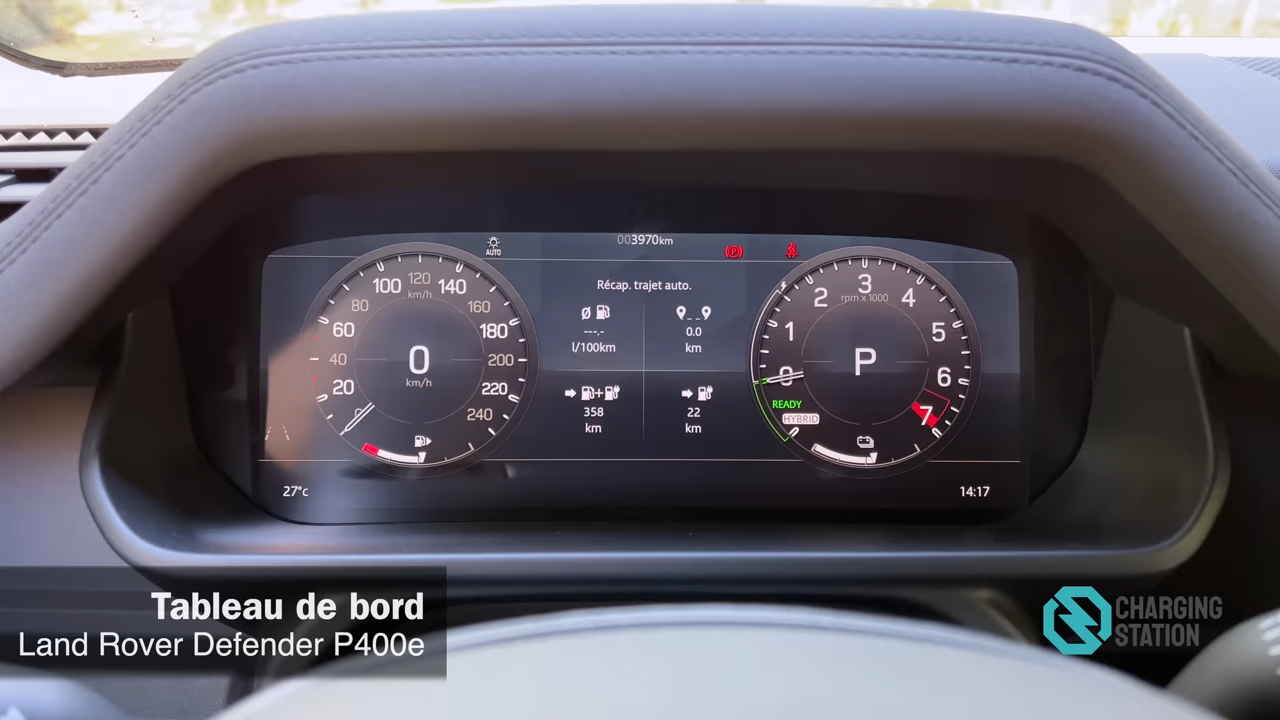 003970km
AUTO
Récap. trajet auto.
---.-
l/100km
0.0
km
358
km
22
km
0
20
40
60
80
100
120
140
160
180
200
220
240
km/h
0
km/h
0
1
2
3
4
5
6
7
rpm x 1000
P
READY
HYBRID
27°c
14:17
Tableau de bord
Land Rover Defender P400e
CHARGING
STATION